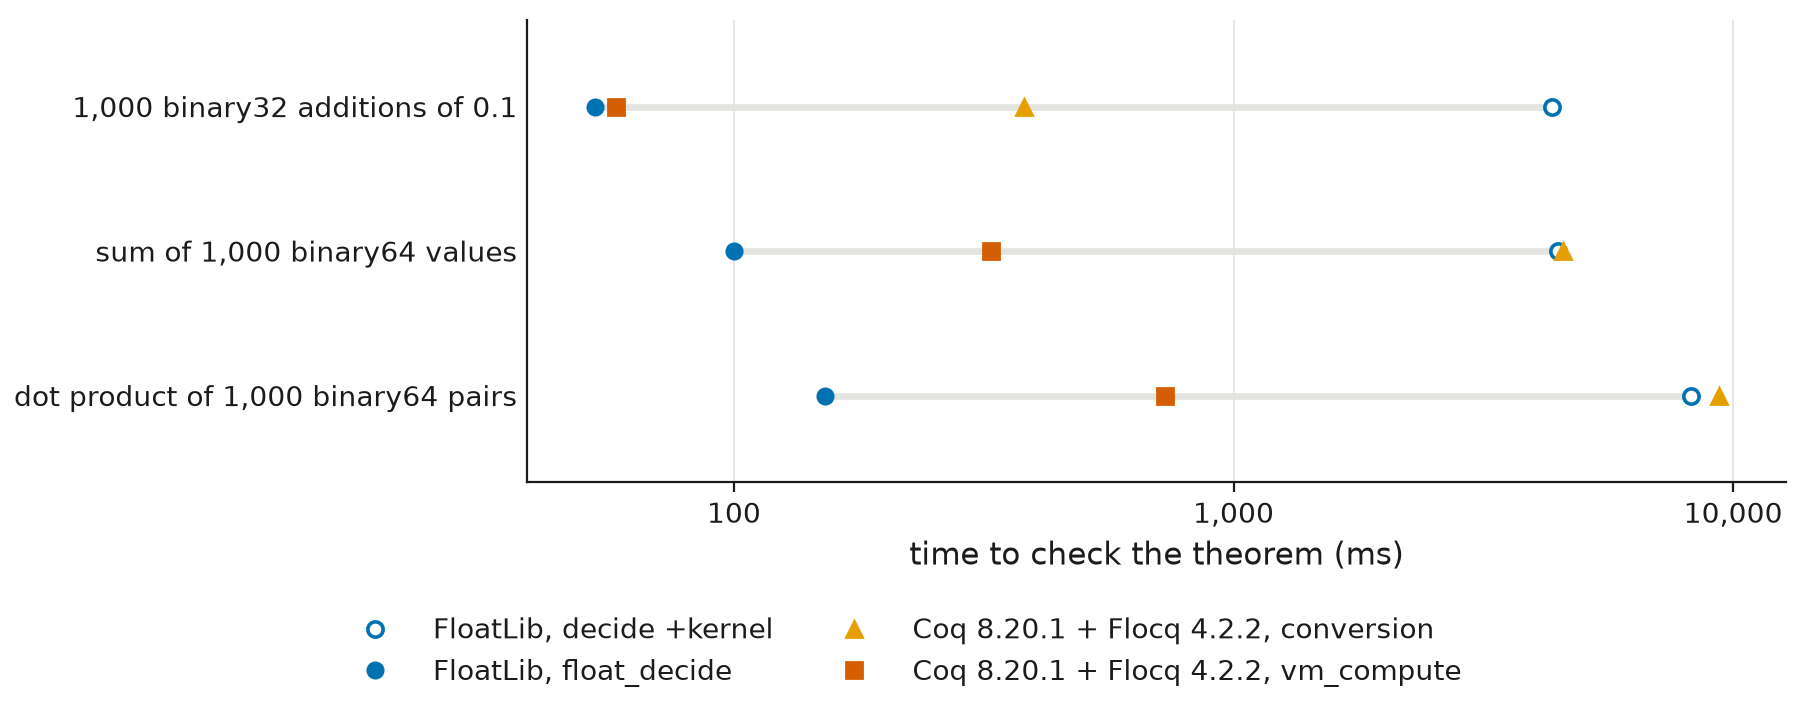 1,000 binary32 additions of 0.1
sum of 1,000 binary64 values
dot product of 1,000 binary64 pairs
100
1,000
10,000
time to check the theorem (ms)
FloatLib, decide +kernel
FloatLib, float_decide
Coq 8.20.1 + Flocq 4.2.2, conversion
Coq 8.20.1 + Flocq 4.2.2, vm_compute